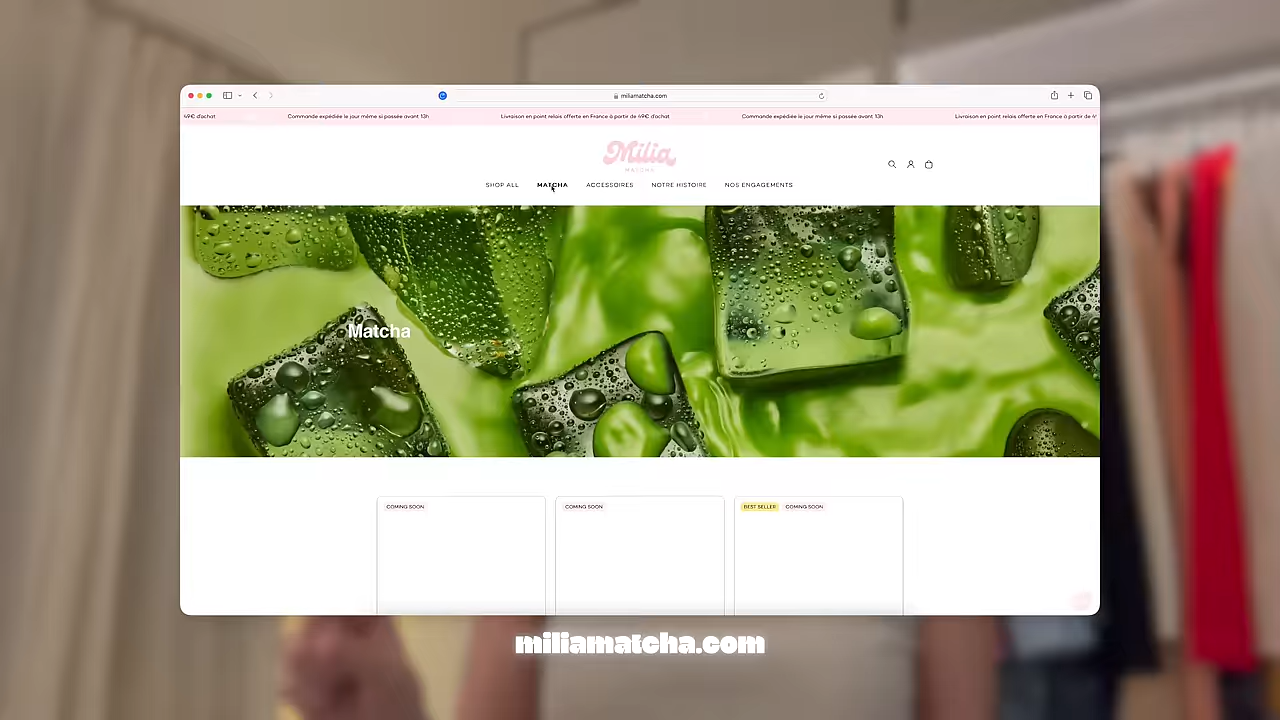 miliamatcha.com
49€ d'achat
Commande expédiée le jour même si passée avant 13h
Livraison en point relais offerte en France à partir de 49€ d'achat
Commande expédiée le jour même si passée avant 13h
Livraison en point relais offerte en France à partir de 4
Milia
MATCHA
SHOP ALL
MATCHA
ACCESSOIRES
NOTRE HISTOIRE
NOS ENGAGEMENTS
Matcha
COMING SOON
COMING SOON
BEST SELLER
COMING SOON
miliamatcha.com